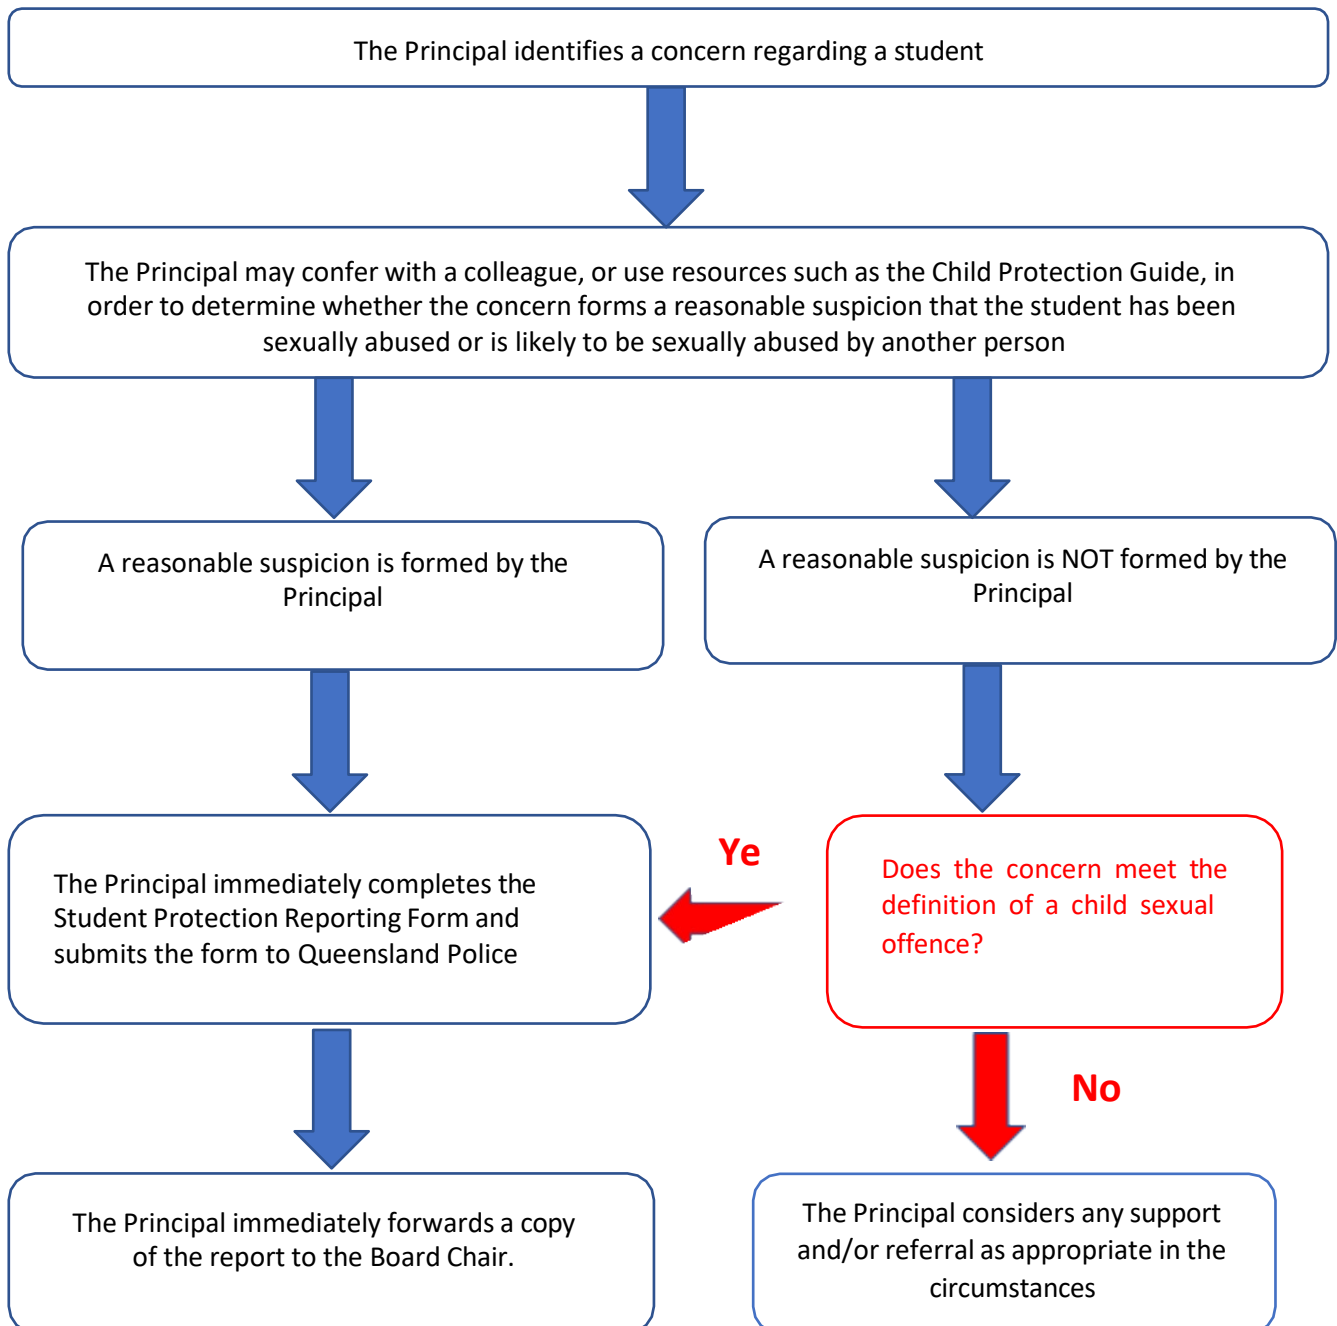 The Principal identifies a concern regarding a student
The Principal may confer with a colleague, or use resources such as the Child Protection Guide, in
order to determine whether the concern forms a reasonable suspicion that the student has been
sexually abused or is likely to be sexually abused by another person
A reasonable suspicion is formed by the
Principal
A reasonable suspicion is NOT formed by the
Principal
The Principal immediately completes the
Student Protection Reporting Form and
submits the form to Queensland Police
Ye
Does the concern meet the
definition of a child sexual
offence?
No
The Principal immediately forwards a copy
of the report to the Board Chair.
The Principal considers any support
and/or referral as appropriate in the
circumstances